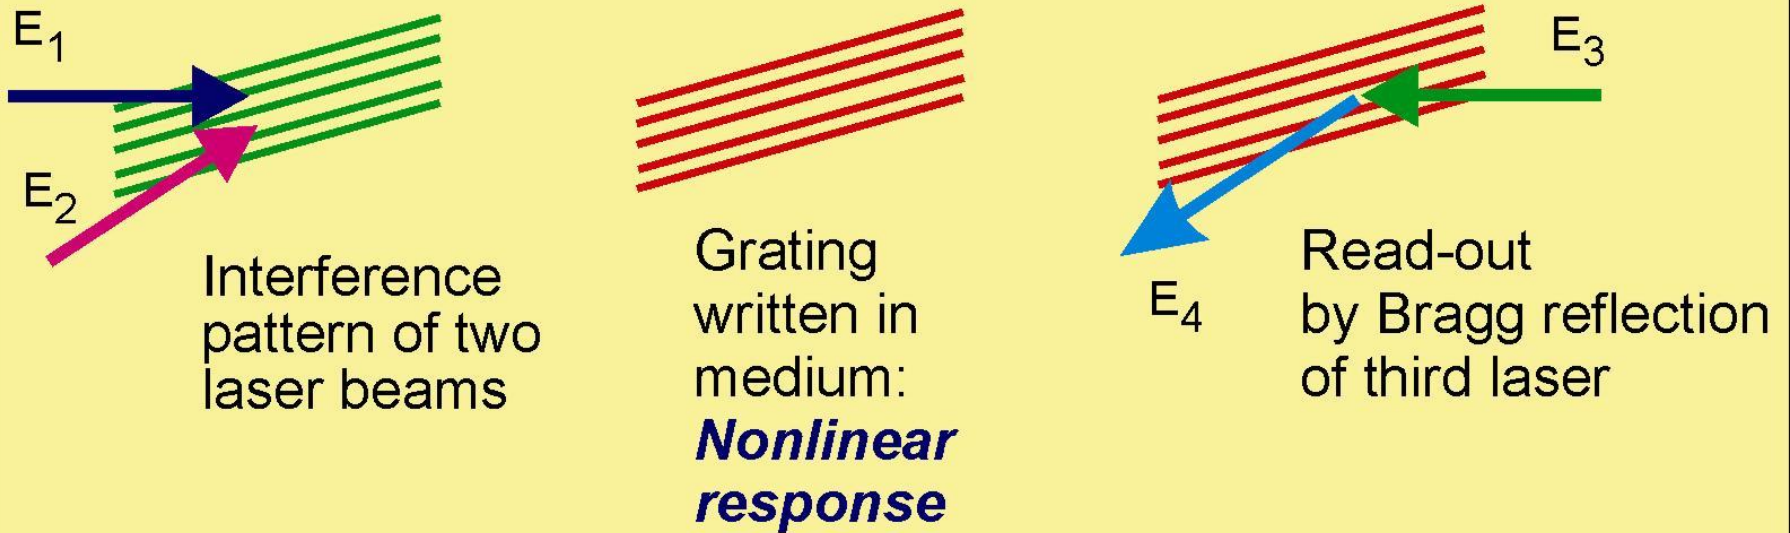 E₁
E₂
Interference
pattern of two
laser beams
Grating
written in
medium:
Nonlinear
response
E₃
E₄
Read-out
by Bragg reflection
of third laser